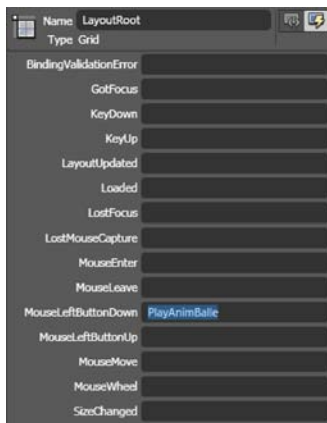 Name LayoutRoot
Type Grid
BindingValidationError
GotFocus
KeyDown
KeyUp
LayoutUpdated
Loaded
LostFocus
LostMouseCapture
MouseEnter
MouseLeave
MouseLeftButtonDown PlayAnimBalle
MouseLeftButtonUp
MouseMove
MouseWheel
SizeChanged